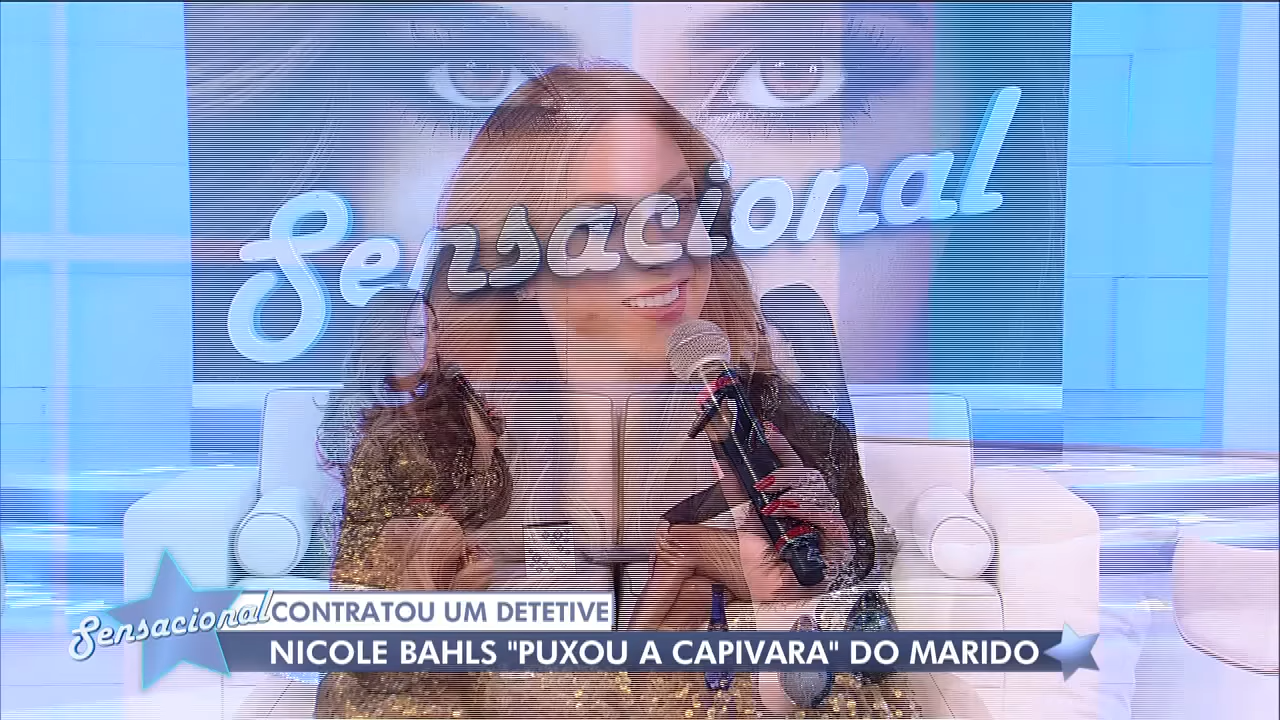 Sensacional
Sensacional
CONTRATOU UM DETETIVE
NICOLE BAHLS "PUXOU A CAPIVARA" DO MARIDO